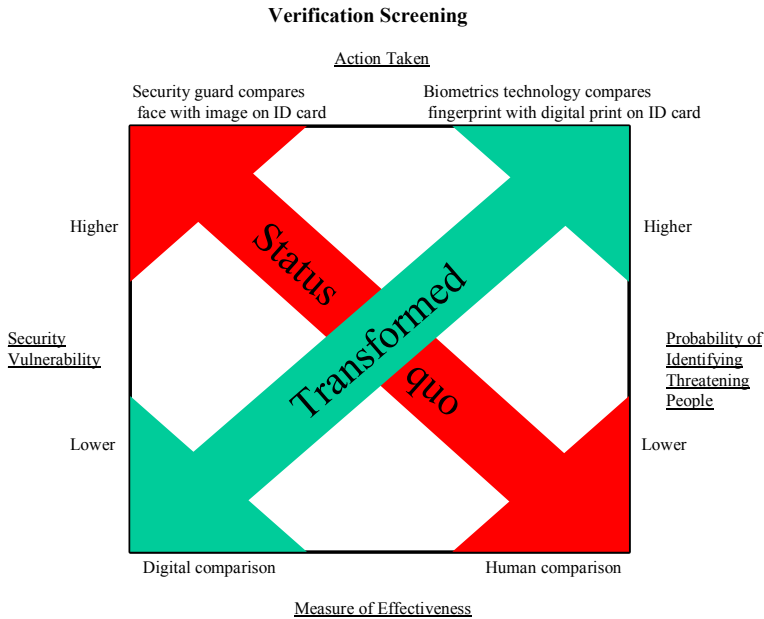 Verification Screening
Action Taken
Security guard compares
face with image on ID card
Biometrics technology compares
fingerprint with digital print on ID card
Higher
Higher
Status
Transformed
quo
Security
Vulnerability
Probability of
Identifying
Threatening
People
Lower
Lower
Digital comparison
Human comparison
Measure of Effectiveness